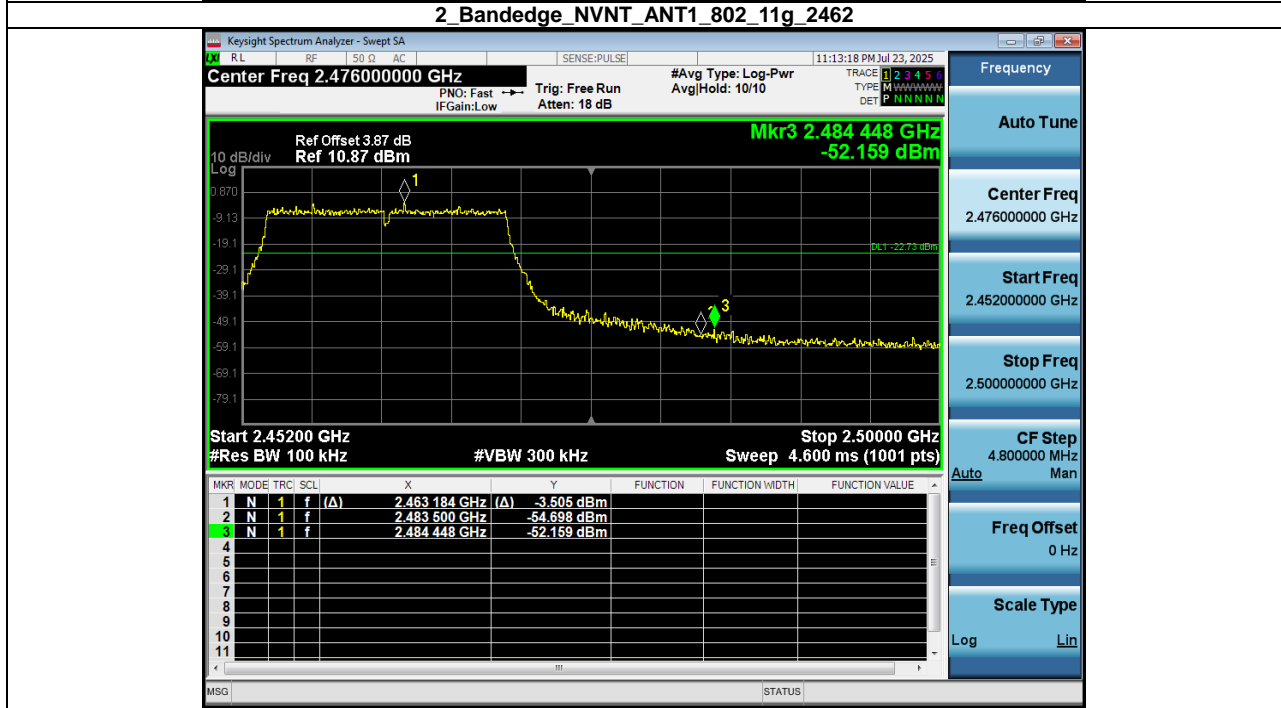 2_Bandedge_NVNT_ANT1_802_11g_2462
Keysight Spectrum Analyzer - Swept SA
LXI RL RF 50 Ω AC SENSE:PULSE 11:13:18 PM Jul 23, 2025
Center Freq 2.476000000 GHz #Avg Type: Log-Pwr TRACE 1 2 3 4 5 6
PNO: Fast Trig: Free Run Avg|Hold: 10/10 TYPE M W W W W W
IFGain:Low Atten: 18 dB DET P N N N N N
Mkr3 2.484 448 GHz
-52.159 dBm
Ref Offset 3.87 dB
10 dB/div Ref 10.87 dBm
Log
0.870
-9.13
-19.1
-29.1
-39.1
-49.1
-59.1
-69.1
-79.1
1
2
3
DL1 -22.73 dBm
Start 2.45200 GHz Stop 2.50000 GHz
#Res BW 100 kHz #VBW 300 kHz Sweep 4.600 ms (1001 pts)
MKR MODE TRC SCL X Y FUNCTION FUNCTION WIDTH FUNCTION VALUE
1 N 1 f (Δ) 2.463 184 GHz (Δ) -3.505 dBm
2 N 1 f 2.483 500 GHz -54.698 dBm
3 N 1 f 2.484 448 GHz -52.159 dBm
4
5
6
7
8
9
10
11
MSG STATUS
Frequency
Auto Tune
Center Freq
2.476000000 GHz
Start Freq
2.452000000 GHz
Stop Freq
2.500000000 GHz
CF Step
4.800000 MHz
Auto Man
Freq Offset
0 Hz
Scale Type
Log Lin